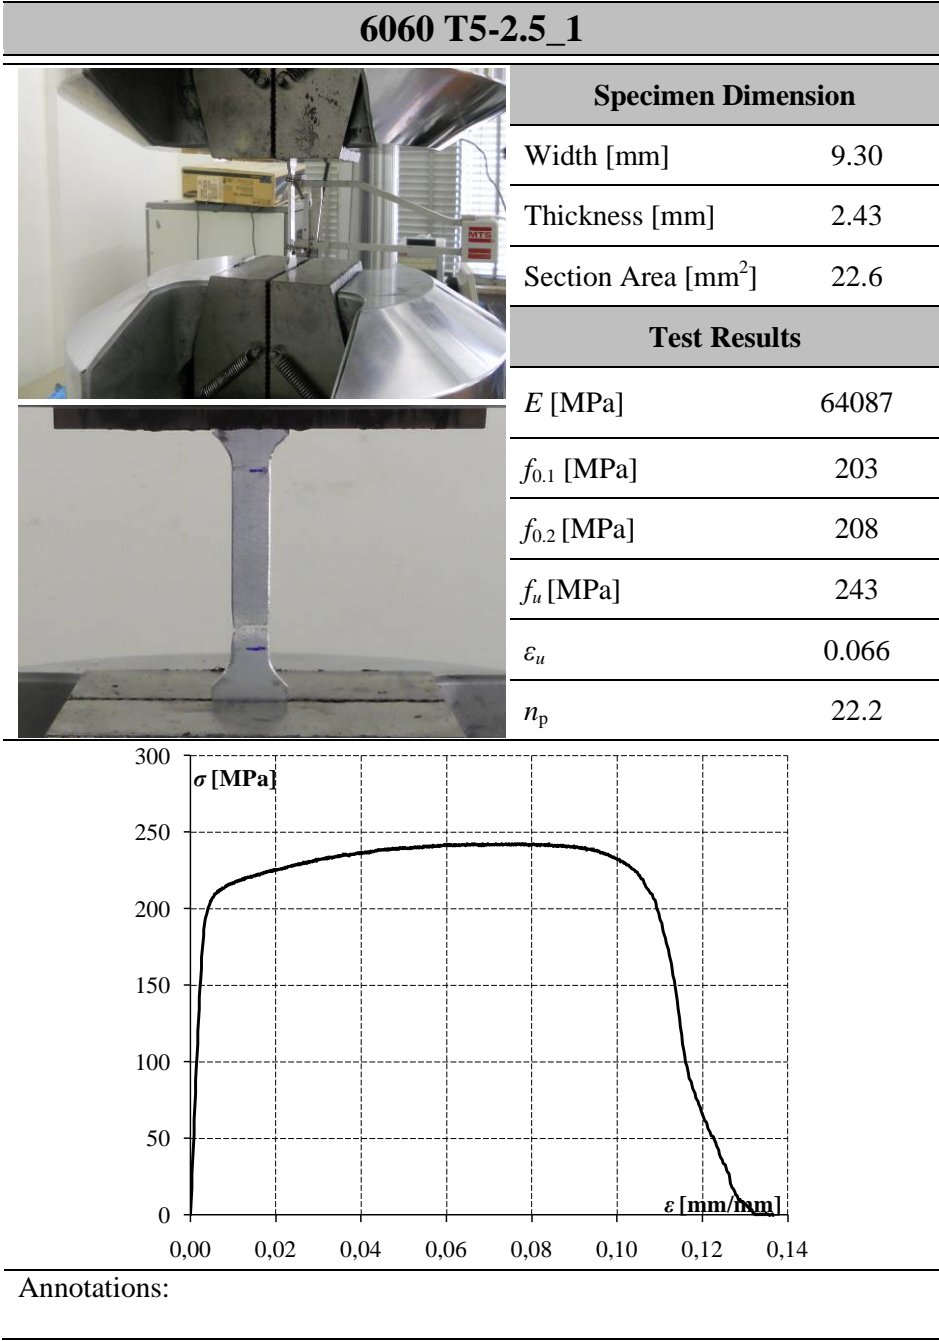 6060 T5-2.5_1
MTS
Specimen Dimension
Width [mm] 9.30
Thickness [mm] 2.43
Section Area [mm²] 22.6
Test Results
E [MPa] 64087
f0.1 [MPa] 203
f0.2 [MPa] 208
fu [MPa] 243
εu 0.066
np 22.2
σ [MPa]
300
250
200
150
100
50
0
ε [mm/mm]
0,00 0,02 0,04 0,06 0,08 0,10 0,12 0,14
Annotations: